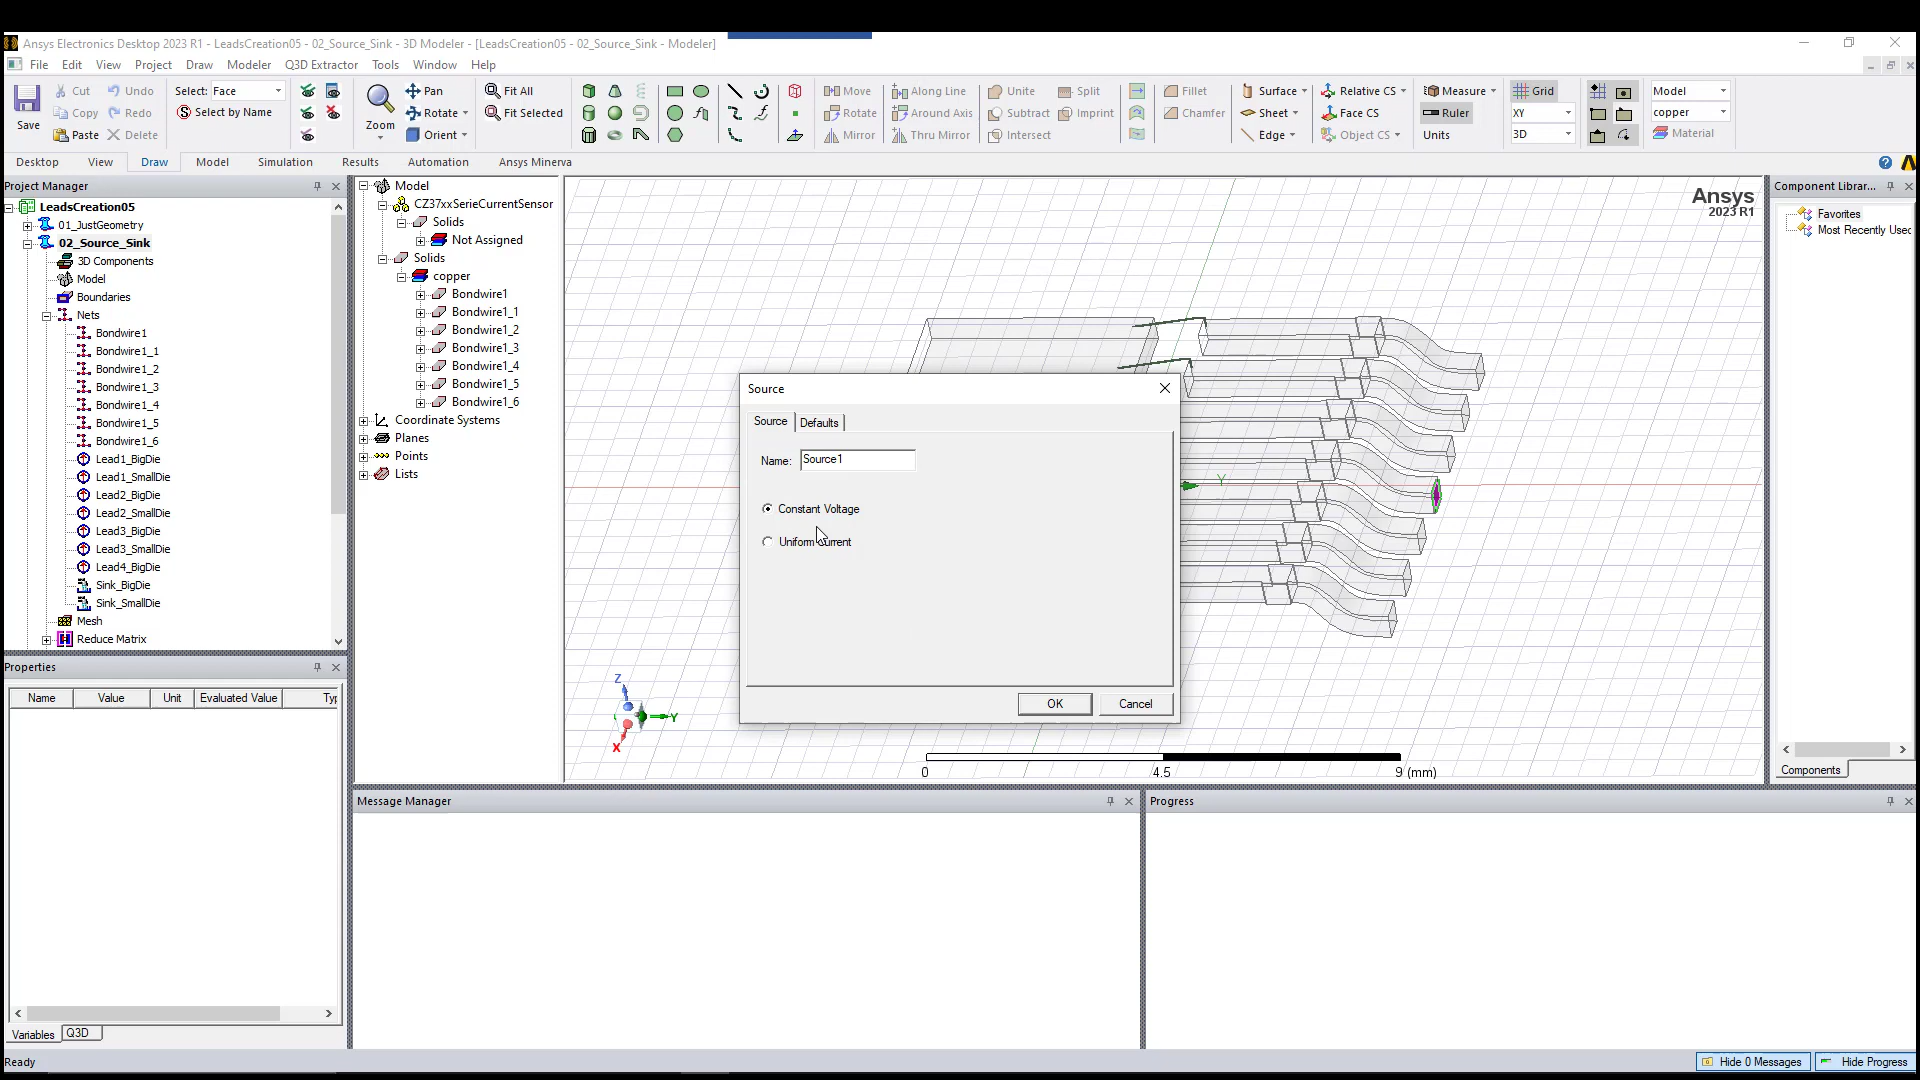 Ansys Electronics Desktop 2023 R1 - LeadsCreation05 - 02_Source_Sink - 3D Modeler - [LeadsCreation05 - 02_Source_Sink - Modeler]
File Edit View Project Draw Modeler Q3D Extractor Tools Window Help
Cut Undo Select: Face Pan Fit All Move Along Line Unite Split Fillet Surface Relative CS Measure Grid Model
Copy Redo Select by Name Rotate Fit Selected Rotate Around Axis Subtract Imprint Chamfer Sheet Face CS Ruler XY copper
Save Paste Delete Zoom Orient Mirror Thru Mirror Intersect Edge Object CS Units 3D Material
Desktop View Draw Model Simulation Results Automation Ansys Minerva
Project Manager
LeadsCreation05
01_JustGeometry
02_Source_Sink
3D Components
Model
Boundaries
Nets
Bondwire1
Bondwire1_1
Bondwire1_2
Bondwire1_3
Bondwire1_4
Bondwire1_5
Bondwire1_6
Lead1_BigDie
Lead1_SmallDie
Lead2_BigDie
Lead2_SmallDie
Lead3_BigDie
Lead3_SmallDie
Lead4_BigDie
Sink_BigDie
Sink_SmallDie
Mesh
Reduce Matrix
Properties
Name Value Unit Evaluated Value Typ
Variables Q3D
Model
CZ37xxSerieCurrentSensor
Solids
Not Assigned
Solids
copper
Bondwire1
Bondwire1_1
Bondwire1_2
Bondwire1_3
Bondwire1_4
Bondwire1_5
Bondwire1_6
Coordinate Systems
Planes
Points
Lists
Ansys
2023 R1
Y
Source
Source Defaults
Name: Source1
Constant Voltage
Uniform Current
OK Cancel
Z
Y
X
0 4.5 9 (mm)
Component Librar...
Favorites
Most Recently Used
Components
Message Manager
Progress
Ready
Hide 0 Messages Hide Progress